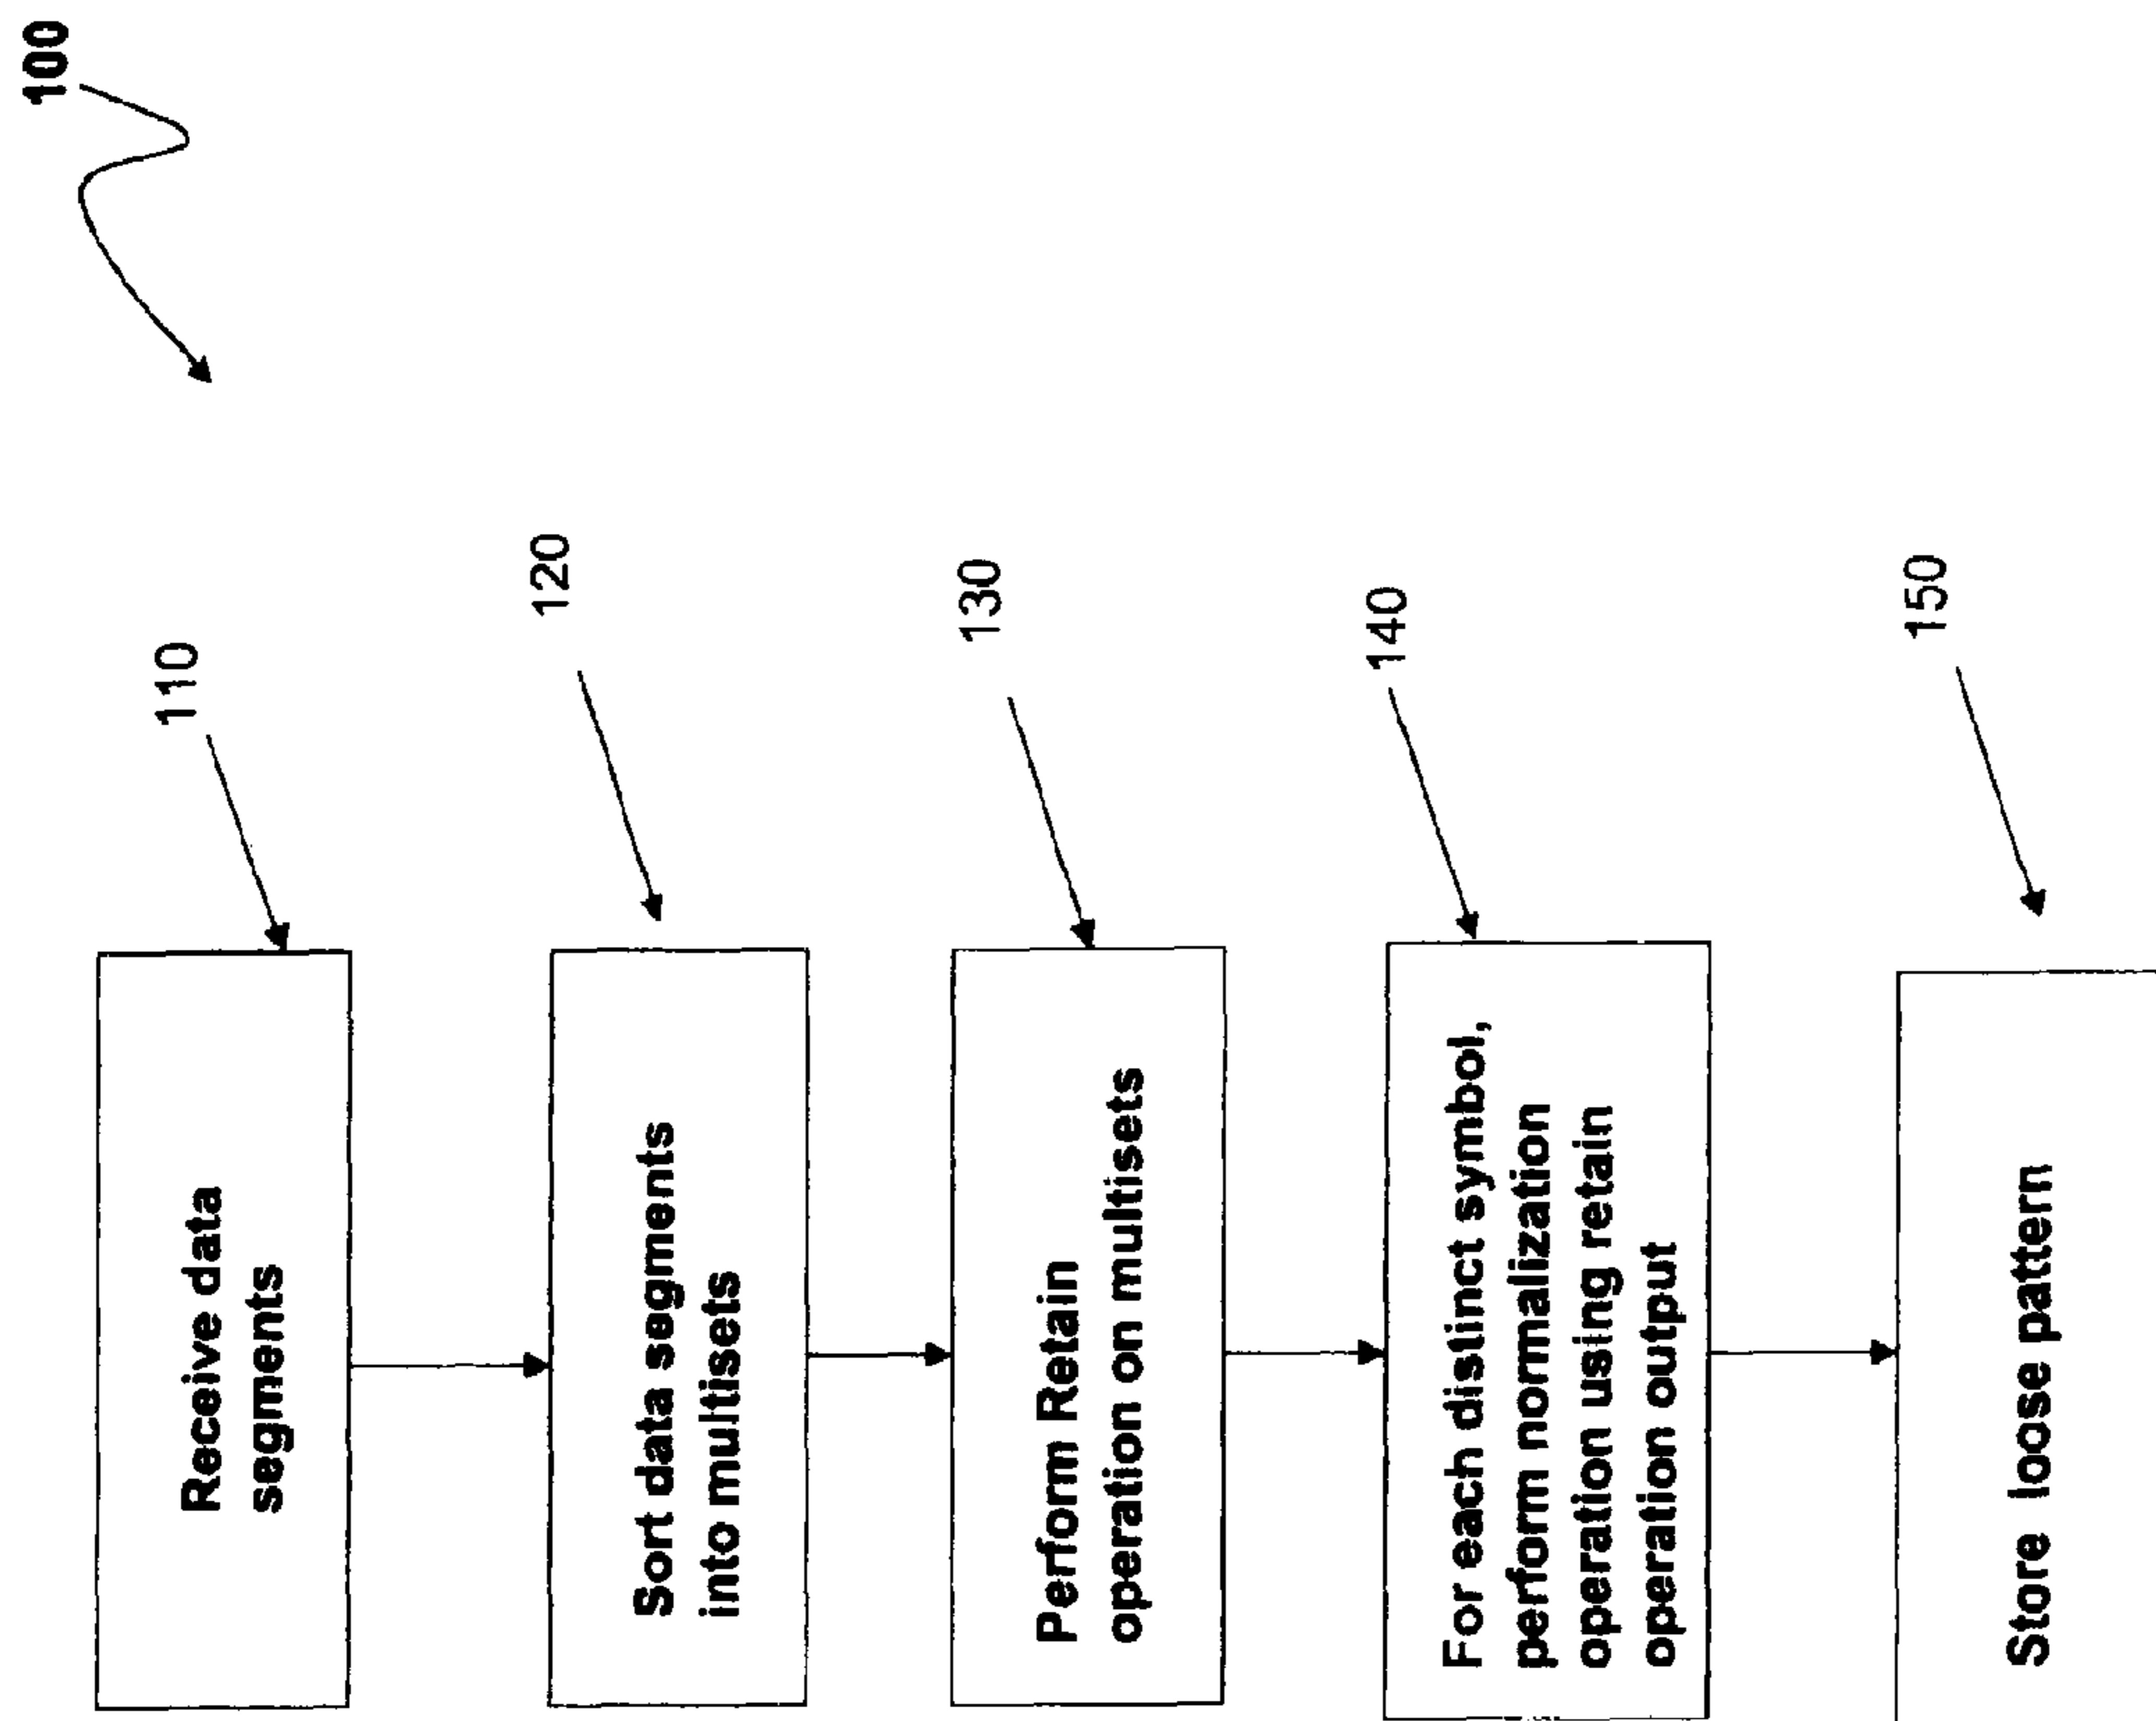 100
110
Receive data
segments
120
Sort data segments
into multisets
130
Perform Retain
operation on multisets
140
For each distinct symbol,
perform normalization
operation using retain
operation output
150
Store loose pattern